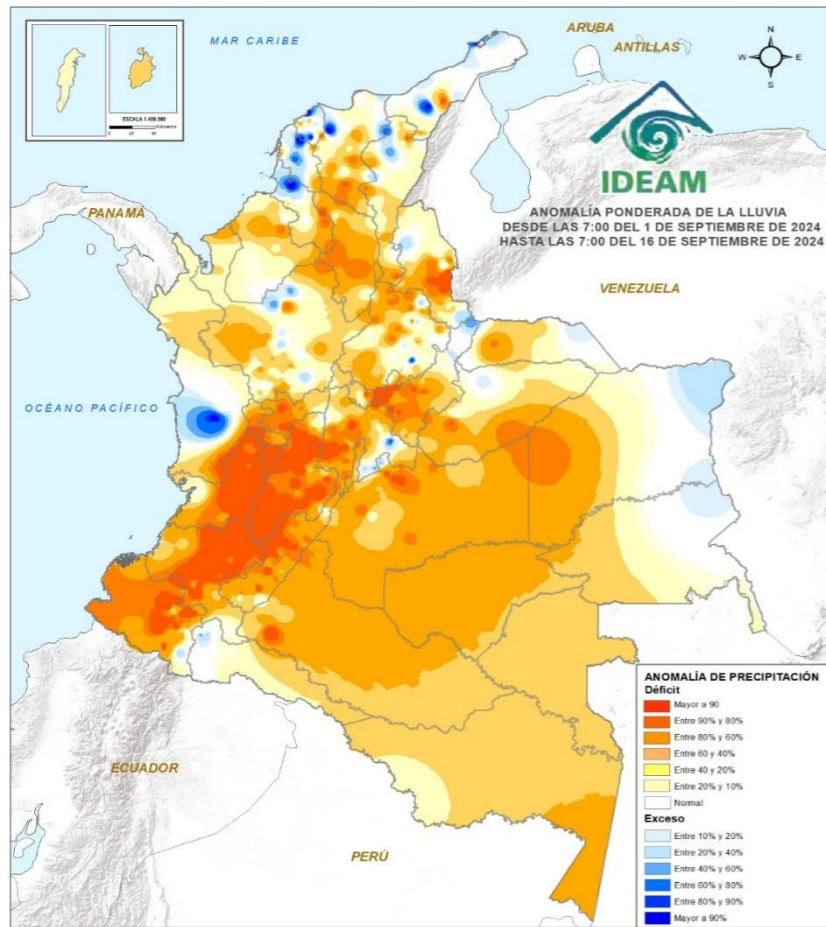 MAR CARIBE
ARUBA
ANTILLAS
N
W
E
S
ESCALA 1:400.000
IDEAM
PANAMÁ
ANOMALÍA PONDERADA DE LA LLUVIA
DESDE LAS 7:00 DEL 1 DE SEPTIEMBRE DE 2024
HASTA LAS 7:00 DEL 16 DE SEPTIEMBRE DE 2024
VENEZUELA
OCÉANO PACÍFICO
ECUADOR
PERÚ
ANOMALÍA DE PRECIPITACIÓN
Déficit
Mayor a 90
Entre 90% y 80%
Entre 80% y 60%
Entre 60 y 40%
Entre 40 y 20%
Entre 20% y 10%
Normal
Exceso
Entre 10% y 20%
Entre 20% y 40%
Entre 40% y 60%
Entre 60% y 80%
Entre 80% y 90%
Mayor a 90%